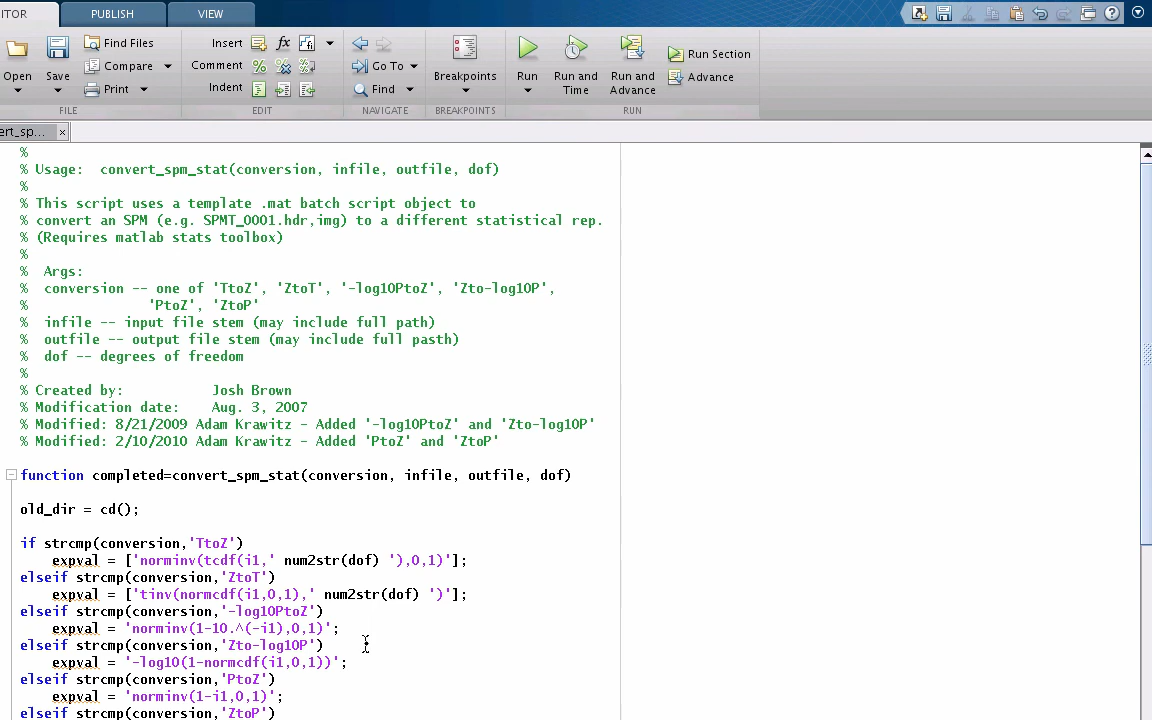 ITOR PUBLISH VIEW
Find Files Insert fx
Compare Comment Go To Run Section
Open Save Breakpoints Run Run and Run and Advance
Print Indent Find Time Advance
FILE EDIT NAVIGATE BREAKPOINTS RUN
ert_sp... ×
%
% Usage:  convert_spm_stat(conversion, infile, outfile, dof)
%
% This script uses a template .mat batch script object to
% convert an SPM (e.g. SPMT_0001.hdr,img) to a different statistical rep.
% (Requires matlab stats toolbox)
%
%  Args:
%  conversion -- one of 'TtoZ', 'ZtoT', '-log10PtoZ', 'Zto-log10P',
%               'PtoZ', 'ZtoP'
%  infile -- input file stem (may include full path)
%  outfile -- output file stem (may include full pasth)
%  dof -- degrees of freedom
%
% Created by:           Josh Brown
% Modification date:    Aug. 3, 2007
% Modified: 8/21/2009 Adam Krawitz - Added '-log10PtoZ' and 'Zto-log10P'
% Modified: 2/10/2010 Adam Krawitz - Added 'PtoZ' and 'ZtoP'
function completed=convert_spm_stat(conversion, infile, outfile, dof)
old_dir = cd();
if strcmp(conversion,'TtoZ')
    expval = ['norminv(tcdf(i1,' num2str(dof) '),0,1)'];
elseif strcmp(conversion,'ZtoT')
    expval = ['tinv(normcdf(i1,0,1),' num2str(dof) ')'];
elseif strcmp(conversion,'-log10PtoZ')
    expval = 'norminv(1-10.^(-i1),0,1)';
elseif strcmp(conversion,'Zto-log10P')
    expval = '-log10(1-normcdf(i1,0,1))';
elseif strcmp(conversion,'PtoZ')
    expval = 'norminv(1-i1,0,1)';
elseif strcmp(conversion,'ZtoP')